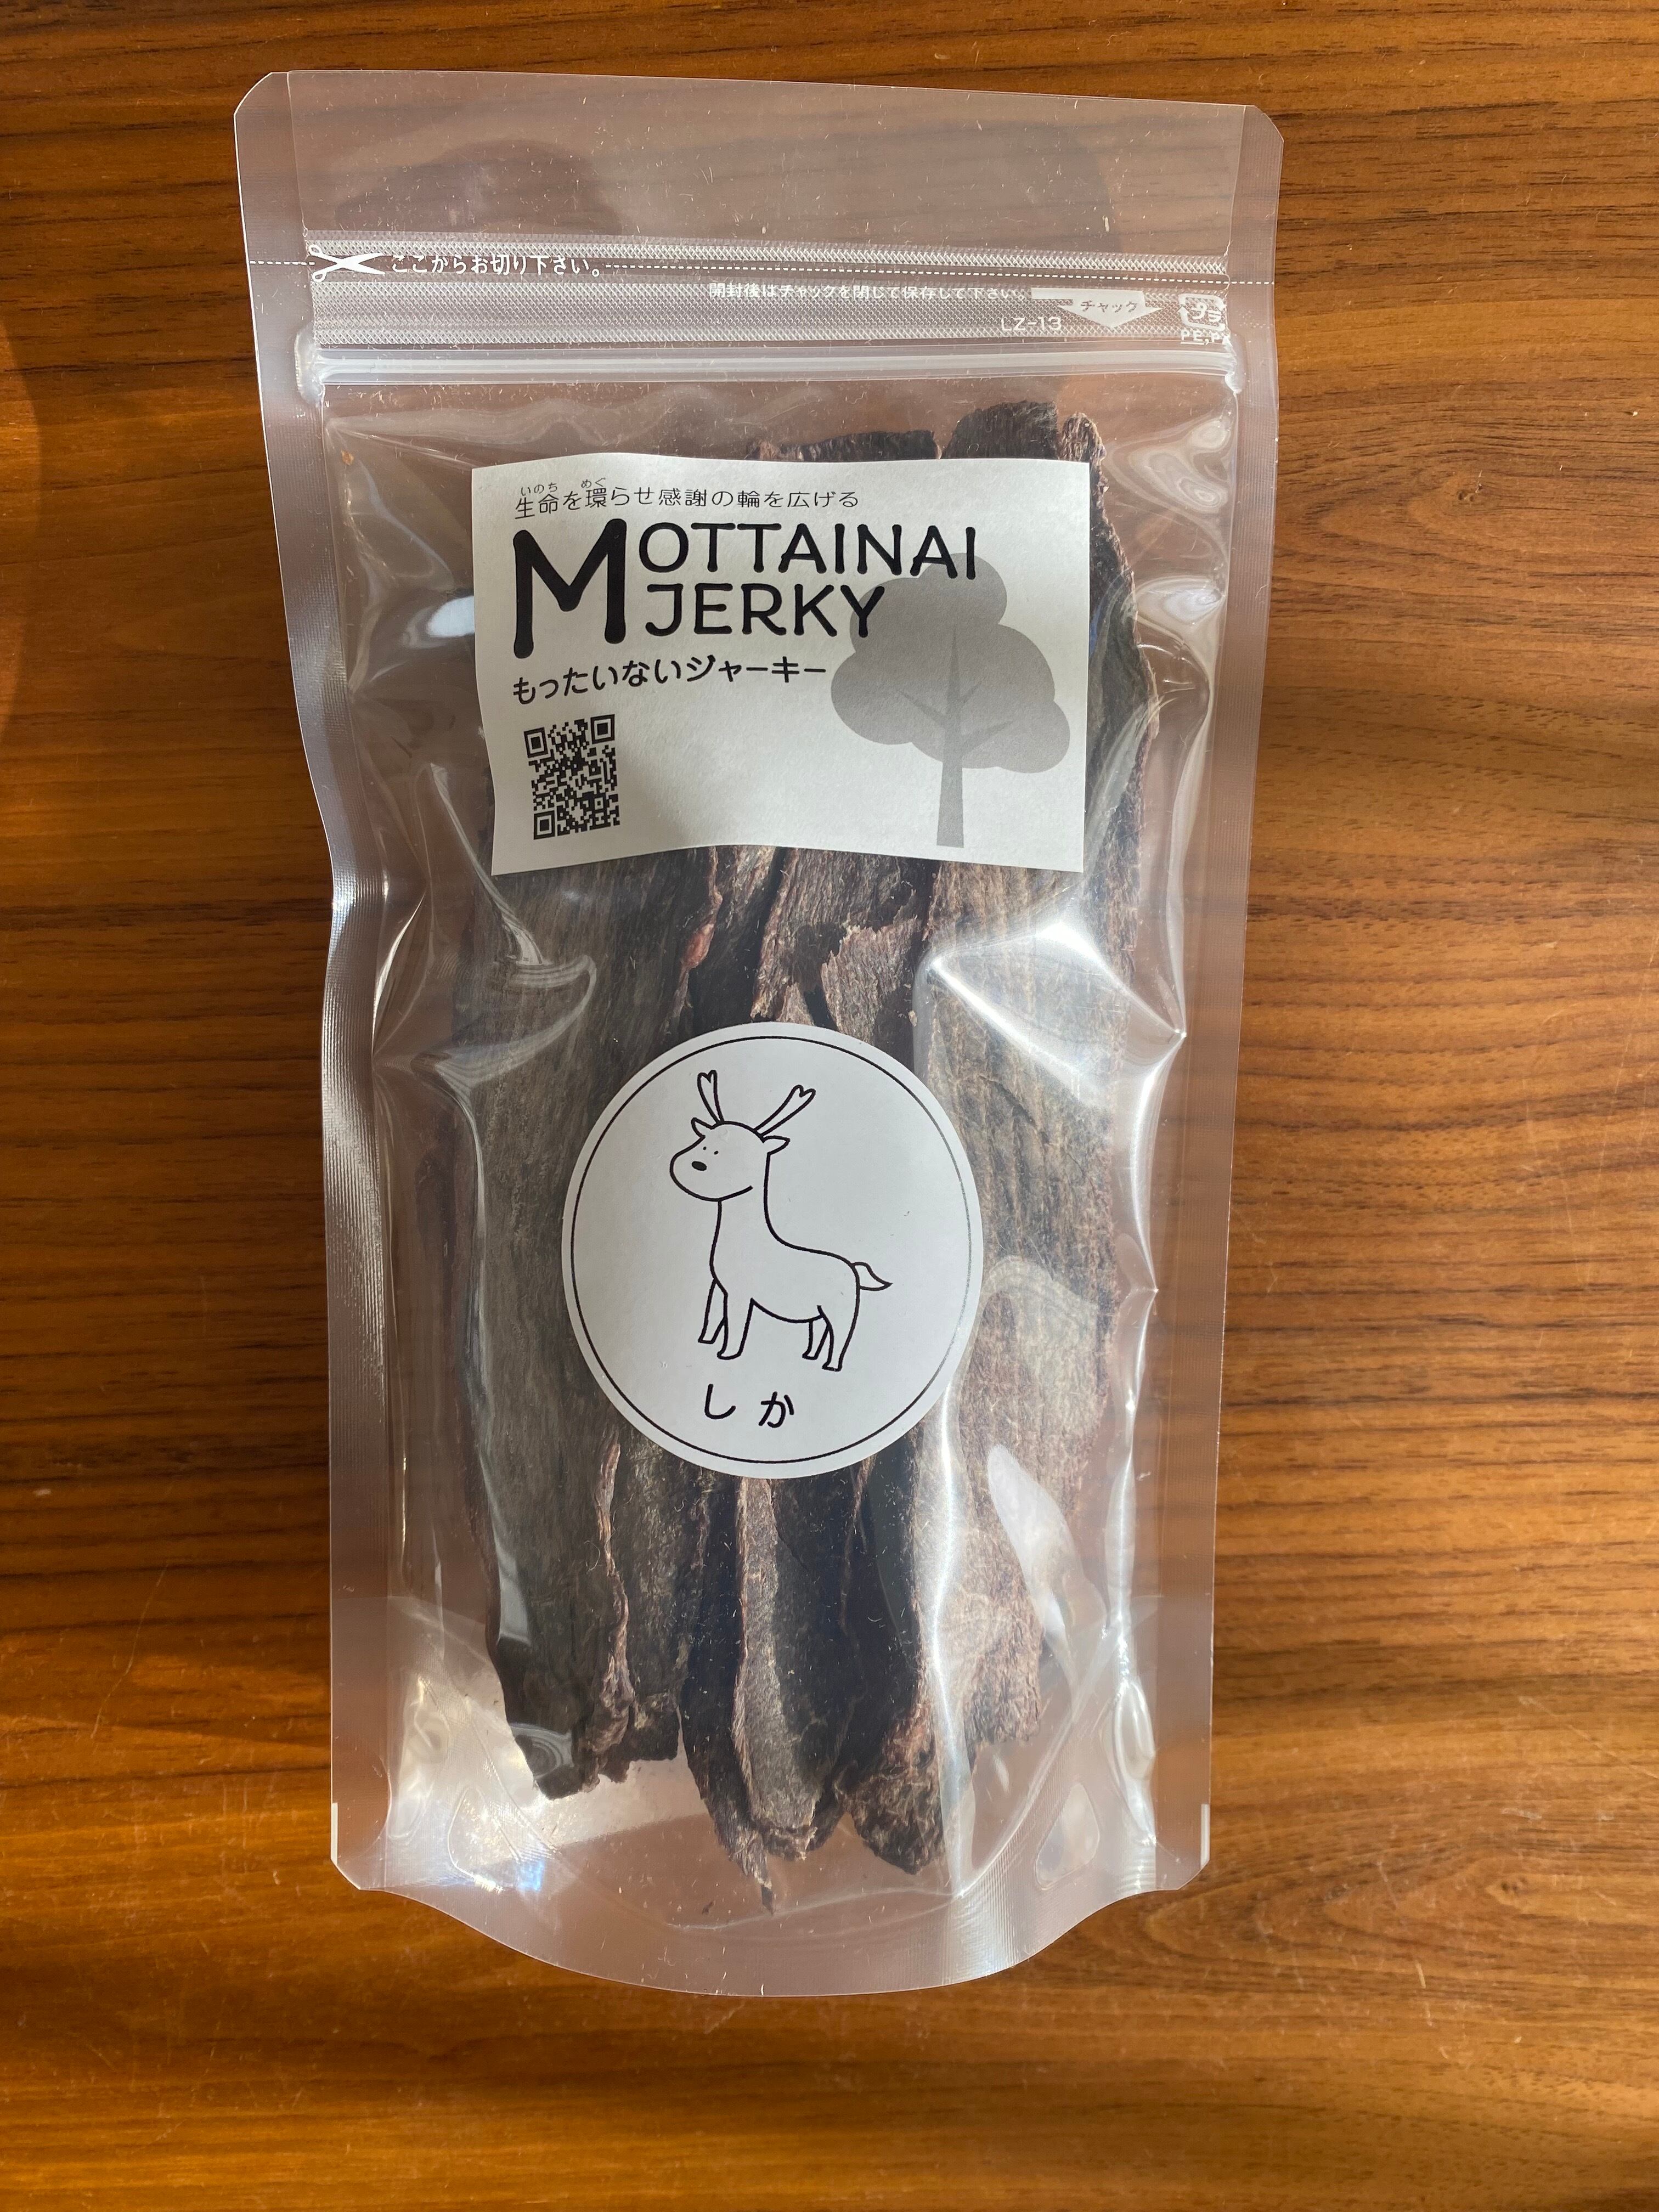 ここからお切り下さい。
開封後はチャックを閉じて保存して下さい。
チャック
LZ-13
プラ
いのち めぐ
生命を環らせ感謝の輪を広げる
MOTTAINAI
JERKY
もったいないジャーキー
しか